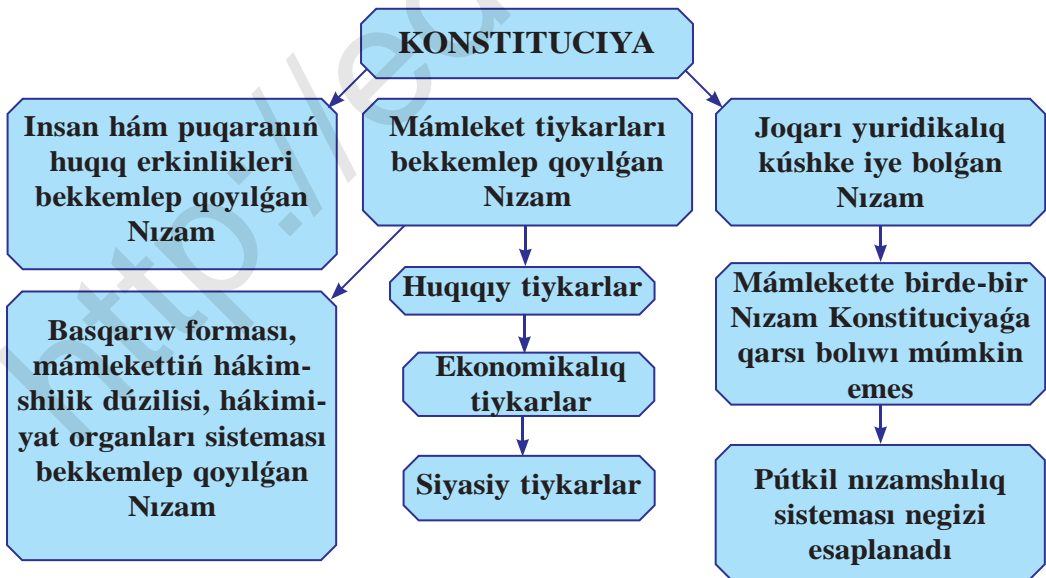 KONSTITUCIYA
Insan hám puqaranıń
huqıq erkinlikleri
bekkemlep qoyılǵan
Nızam
Mámleket tiykarları
bekkemlep qoyılǵan
Nızam
Joqarı yuridikalıq
kúshke iye bolǵan
Nızam
Basqarıw forması,
mámlekettiń hákim-
shilik dúzilisi, hákimi-
yat organları sisteması
bekkemlep qoyılǵan
Nızam
Huqıqıy tiykarlar
Ekonomikalıq
tiykarlar
Siyasiy tiykarlar
Mámlekette birde-bir
Nızam Konstituciyaǵa
qarsı bolıwı múmkin
emes
Pútkil nızamshılıq
sisteması negizi
esaplanadı
http://ed